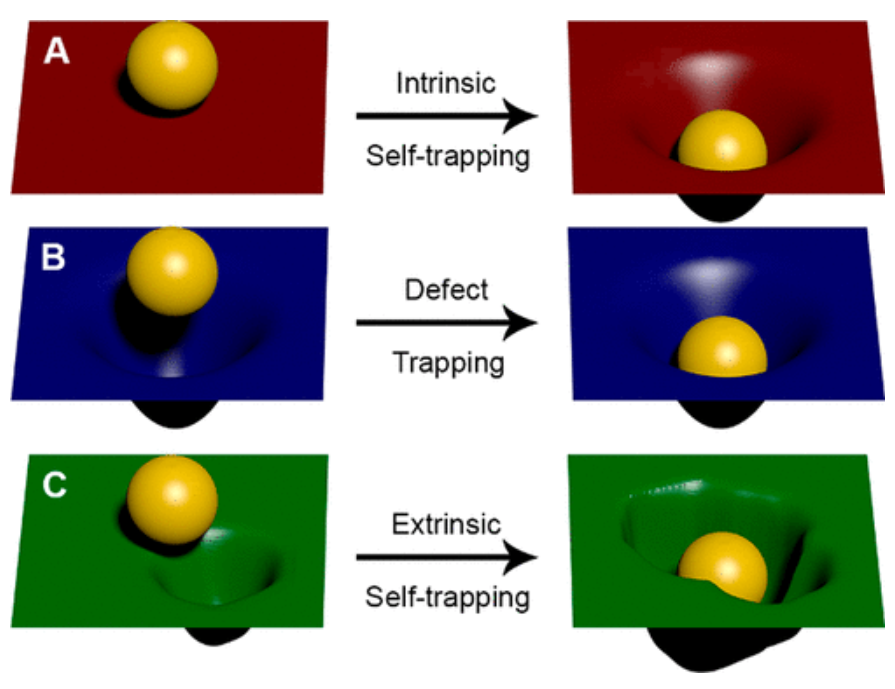 A
Intrinsic
Self-trapping
B
Defect
Trapping
C
Extrinsic
Self-trapping